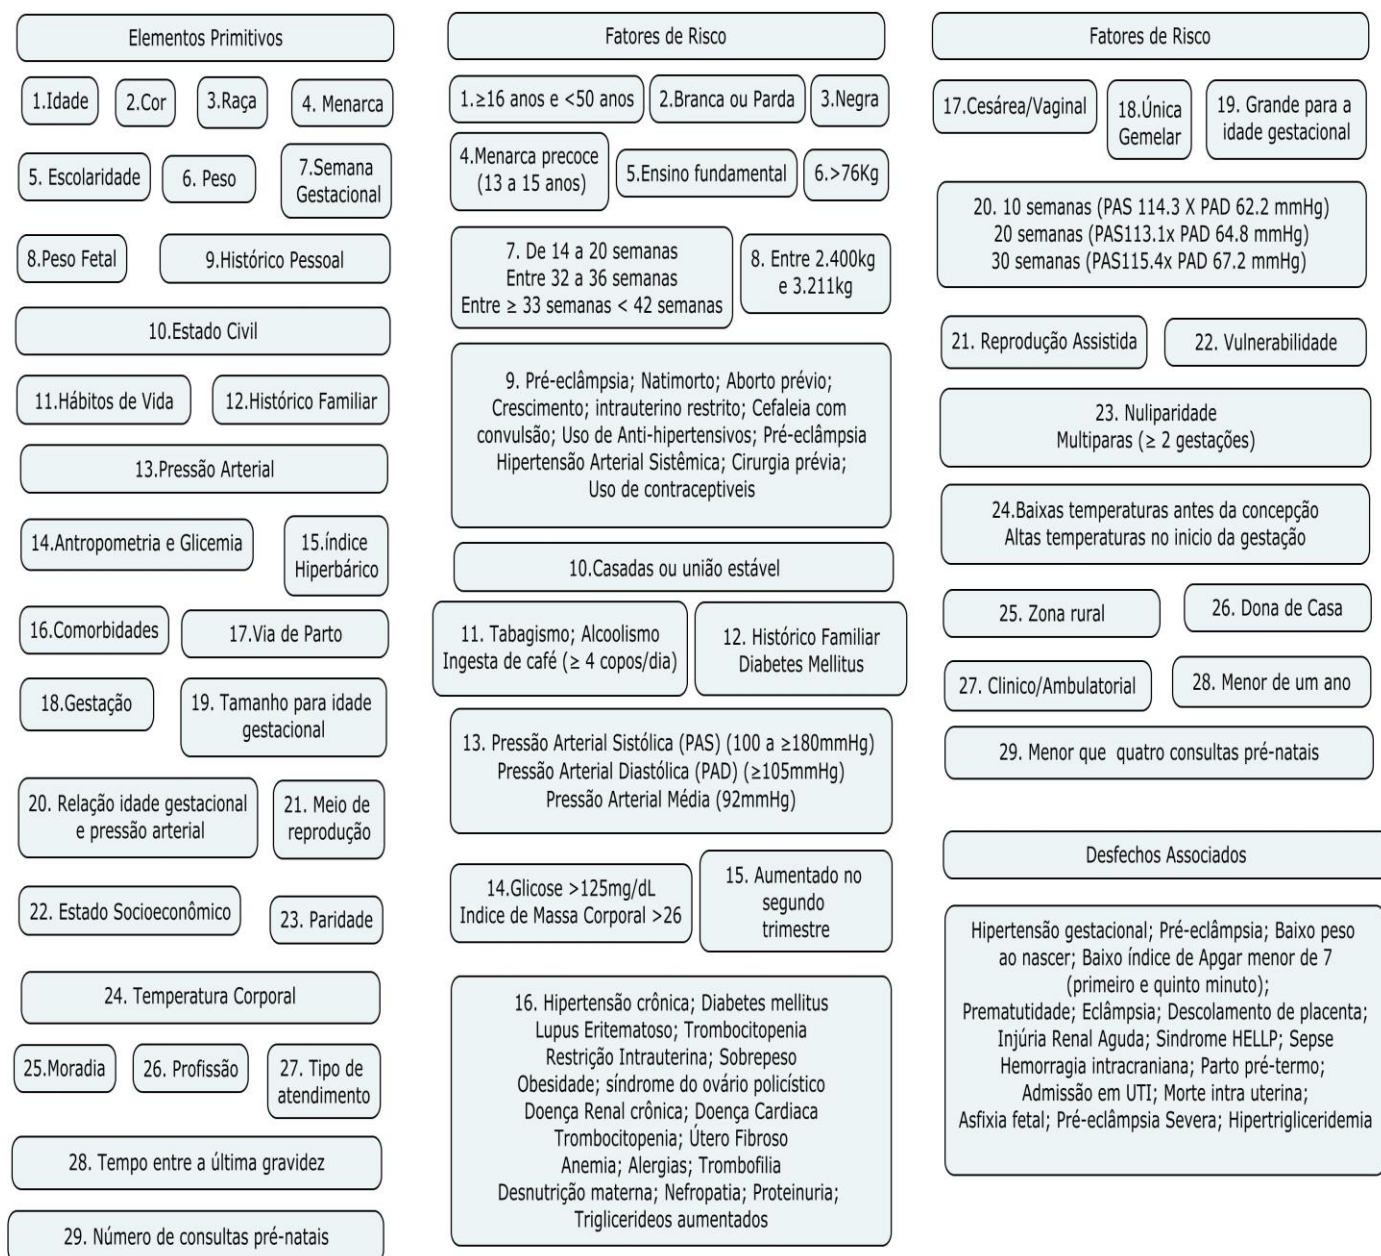 Elementos Primitivos
1.Idade
2.Cor
3.Raça
4. Menarca
5. Escolaridade
6. Peso
7.Semana
Gestacional
8.Peso Fetal
9.Histórico Pessoal
10.Estado Civil
11.Hábitos de Vida
12.Histórico Familiar
13.Pressão Arterial
14.Antropometria e Glicemia
15.índice
Hiperbárico
16.Comorbidades
17.Via de Parto
18.Gestação
19. Tamanho para idade
gestacional
20. Relação idade gestacional
e pressão arterial
21. Meio de
reprodução
22. Estado Socioeconômico
23. Paridade
24. Temperatura Corporal
25.Moradia
26. Profissão
27. Tipo de
atendimento
28. Tempo entre a última gravidez
29. Número de consultas pré-natais
Fatores de Risco
1.≥16 anos e <50 anos
2.Branca ou Parda
3.Negra
4.Menarca precoce
(13 a 15 anos)
5.Ensino fundamental
6.>76Kg
7. De 14 a 20 semanas
Entre 32 a 36 semanas
Entre ≥ 33 semanas < 42 semanas
8. Entre 2.400kg
e 3.211kg
9. Pré-eclâmpsia; Natimorto; Aborto prévio;
Crescimento; intrauterino restrito; Cefaleia com
convulsão; Uso de Anti-hipertensivos; Pré-eclâmpsia
Hipertensão Arterial Sistêmica; Cirurgia prévia;
Uso de contraceptiveis
10.Casadas ou união estável
11. Tabagismo; Alcoolismo
Ingesta de café (≥ 4 copos/dia)
12. Histórico Familiar
Diabetes Mellitus
13. Pressão Arterial Sistólica (PAS) (100 a ≥180mmHg)
Pressão Arterial Diastólica (PAD) (≥105mmHg)
Pressão Arterial Média (92mmHg)
14.Glicose >125mg/dL
Indice de Massa Corporal >26
15. Aumentado no
segundo
trimestre
16. Hipertensão crônica; Diabetes mellitus
Lupus Eritematoso; Trombocitopenia
Restrição Intrauterina; Sobrepeso
Obesidade; síndrome do ovário policístico
Doença Renal crônica; Doença Cardiaca
Trombocitopenia; Útero Fibroso
Anemia; Alergias; Trombofilia
Desnutrição materna; Nefropatia; Proteinuria;
Triglicerideos aumentados
Fatores de Risco
17.Cesárea/Vaginal
18.Única
Gemelar
19. Grande para a
idade gestacional
20. 10 semanas (PAS 114.3 X PAD 62.2 mmHg)
20 semanas (PAS113.1x PAD 64.8 mmHg)
30 semanas (PAS115.4x PAD 67.2 mmHg)
21. Reprodução Assistida
22. Vulnerabilidade
23. Nuliparidade
Multiparas (≥ 2 gestações)
24.Baixas temperaturas antes da concepção
Altas temperaturas no inicio da gestação
25. Zona rural
26. Dona de Casa
27. Clinico/Ambulatorial
28. Menor de um ano
29. Menor que quatro consultas pré-natais
Desfechos Associados
Hipertensão gestacional; Pré-eclâmpsia; Baixo peso
ao nascer; Baixo índice de Apgar menor de 7
(primeiro e quinto minuto);
Prematutidade; Eclâmpsia; Descolamento de placenta;
Injúria Renal Aguda; Sindrome HELLP; Sepse
Hemorragia intracraniana; Parto pré-termo;
Admissão em UTI; Morte intra uterina;
Asfixia fetal; Pré-eclâmpsia Severa; Hipertrigliceridemia